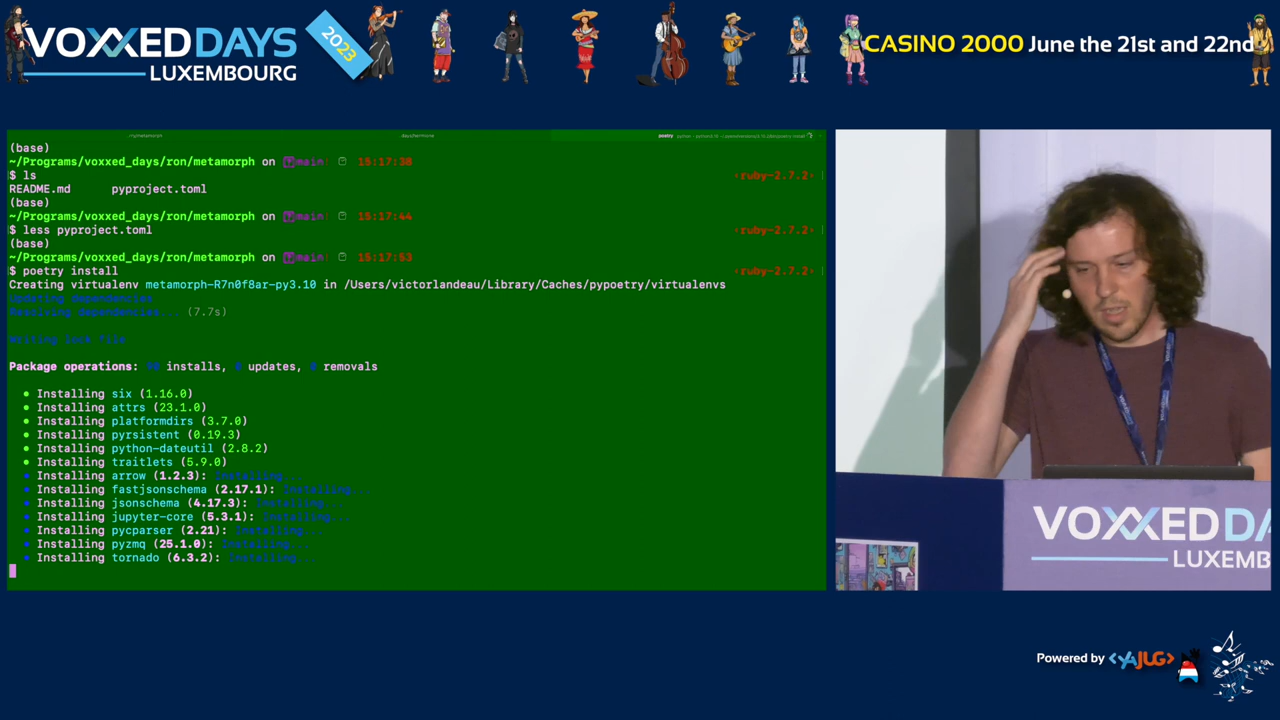 VOXXED DAYS
LUXEMBOURG
2023
CASINO 2000 June the 21st and 22nd
(base)
~/Programs/voxxed_days/ron/metamorph on main! 15:17:38
$ ls ‹ruby-2.7.2›
README.md pyproject.toml
(base)
~/Programs/voxxed_days/ron/metamorph on main! 15:17:44
$ less pyproject.toml ‹ruby-2.7.2›
(base)
~/Programs/voxxed_days/ron/metamorph on main! 15:17:53
$ poetry install ‹ruby-2.7.2›
Creating virtualenv metamorph-R7n0f8ar-py3.10 in /Users/victorlandeau/Library/Caches/pypoetry/virtualenvs
Updating dependencies
Resolving dependencies... (7.7s)
Writing lock file
Package operations: installs, updates, removals
• Installing six (1.16.0)
• Installing attrs (23.1.0)
• Installing platformdirs (3.7.0)
• Installing pyrsistent (0.19.3)
• Installing python-dateutil (2.8.2)
• Installing traitlets (5.9.0)
• Installing arrow (1.2.3): Installing...
• Installing fastjsonschema (2.17.1): Installing...
• Installing jsonschema (4.17.3): Installing...
• Installing jupyter-core (5.3.1): Installing...
• Installing pycparser (2.21): Installing...
• Installing pyzmq (25.1.0): Installing...
• Installing tornado (6.3.2): Installing...
VOXXED DA
LUXEMB
Powered by <YAJUG>